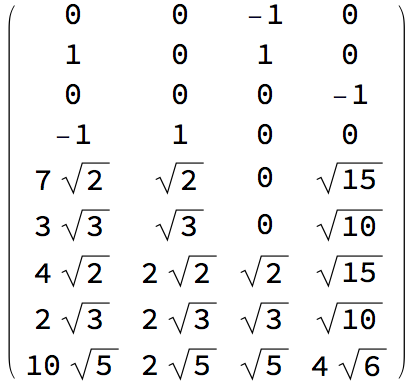 0 0 −1 0
1 0 1 0
0 0 0 −1
−1 1 0 0
7 √2 √2 0 √15
3 √3 √3 0 √10
4 √2 2 √2 √2 √15
2 √3 2 √3 √3 √10
10 √5 2 √5 √5 4 √6